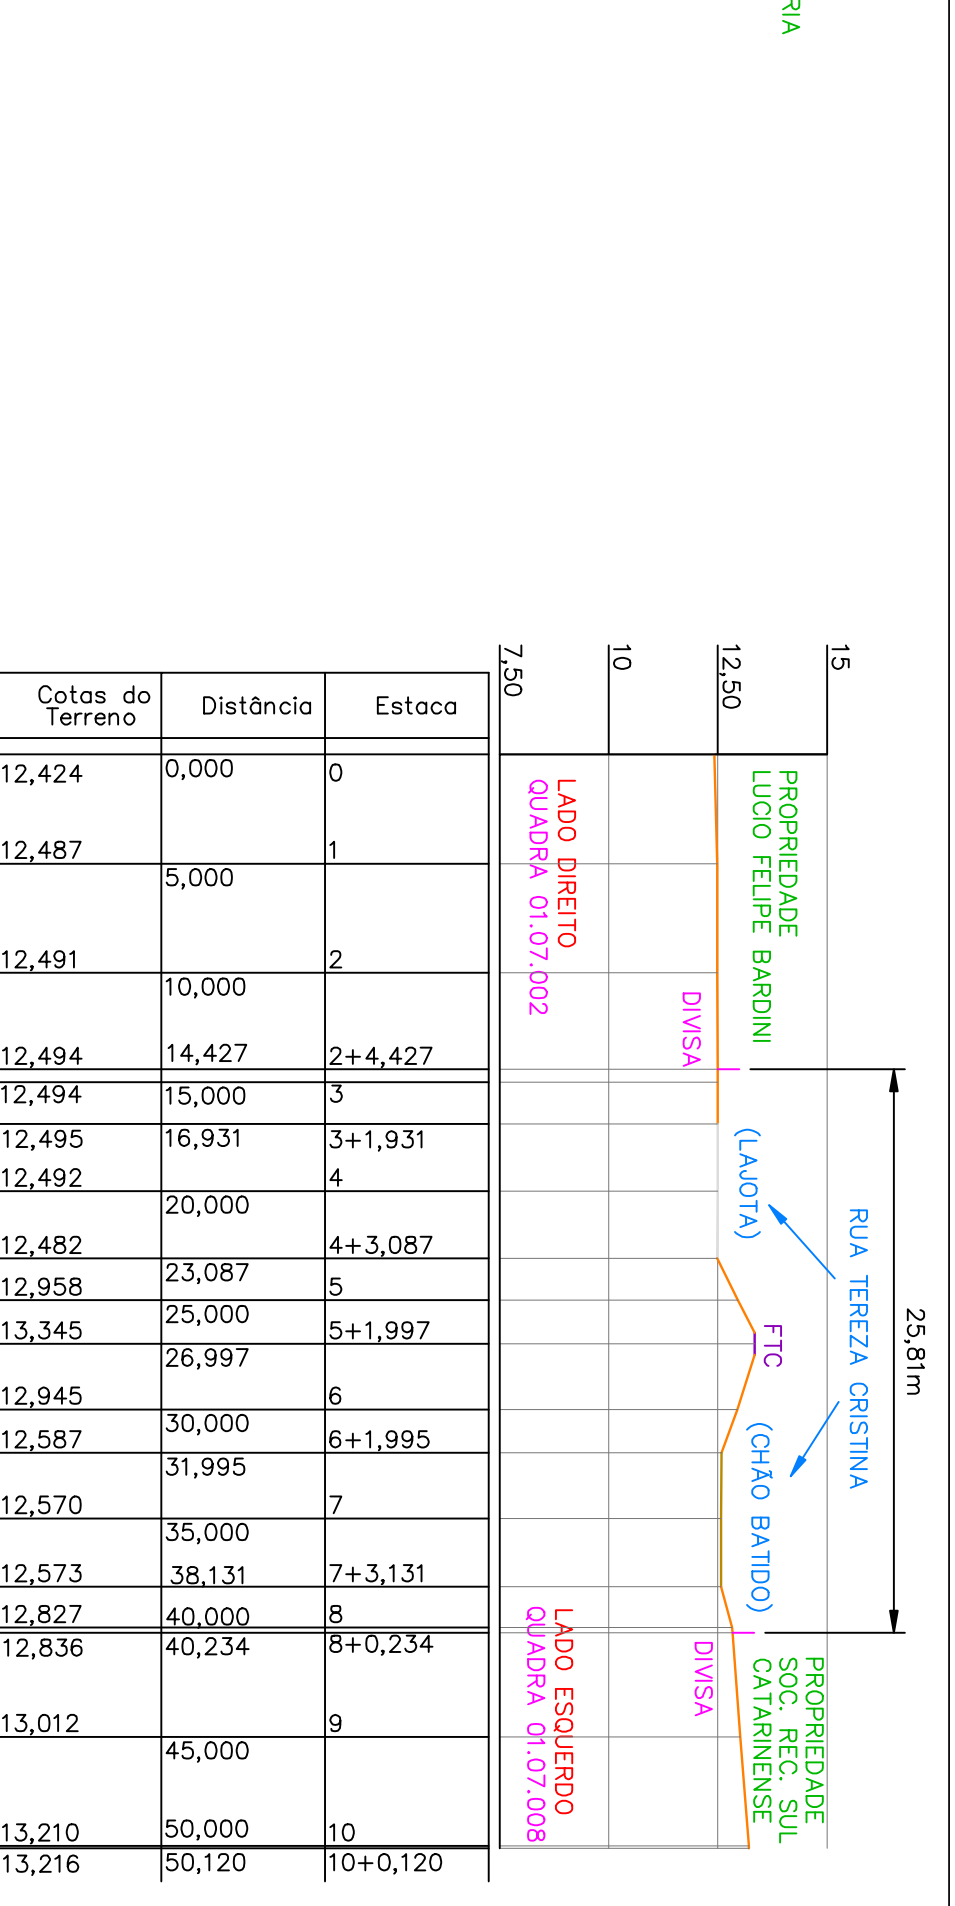 RIA
15
12,50
10
7,50
Cotas do Terreno Distância Estaca
12,424 0,000 0
12,487 5,000 1
12,491 10,000 2
12,494 14,427 2+4,427
12,494 15,000 3
12,495 16,931 3+1,931
12,492 20,000 4
12,482 23,087 4+3,087
12,958 25,000 5
13,345 26,997 5+1,997
12,945 30,000 6
12,587 31,995 6+1,995
12,570 35,000 7
12,573 38,131 7+3,131
12,827 40,000 8
12,836 40,234 8+0,234
13,012 45,000 9
13,210 50,000 10
13,216 50,120 10+0,120
PROPRIEDADE
LUCIO FELIPE BARDINI
DIVISA
LADO DIREITO
QUADRA 01.07.002
25,81m
RUA TEREZA CRISTINA
(LAJOTA)
FTC
(CHÃO BATIDO)
PROPRIEDADE
SOC. REC. SUL
CATARINENSE
DIVISA
LADO ESQUERDO
QUADRA 01.07.008